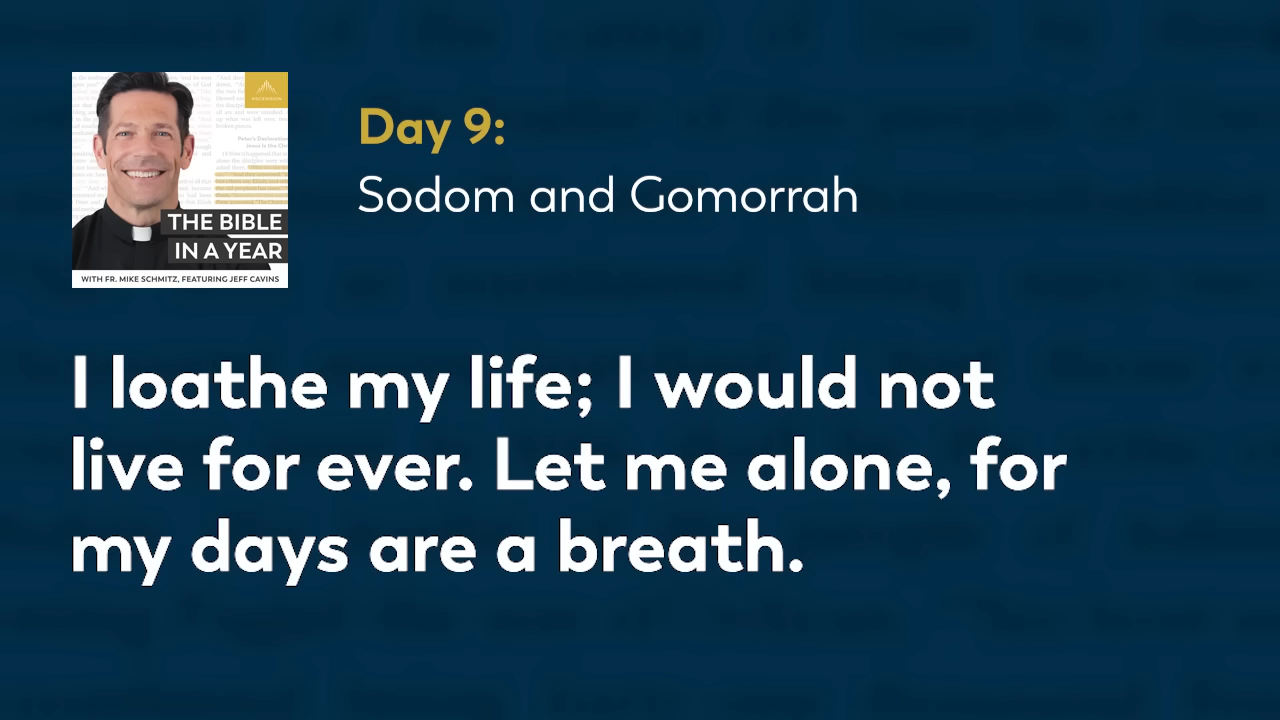 ASCENSION
THE BIBLE
IN A YEAR
WITH FR. MIKE SCHMITZ, FEATURING JEFF CAVINS
Day 9:
Sodom and Gomorrah
I loathe my life; I would not
live for ever. Let me alone, for
my days are a breath.